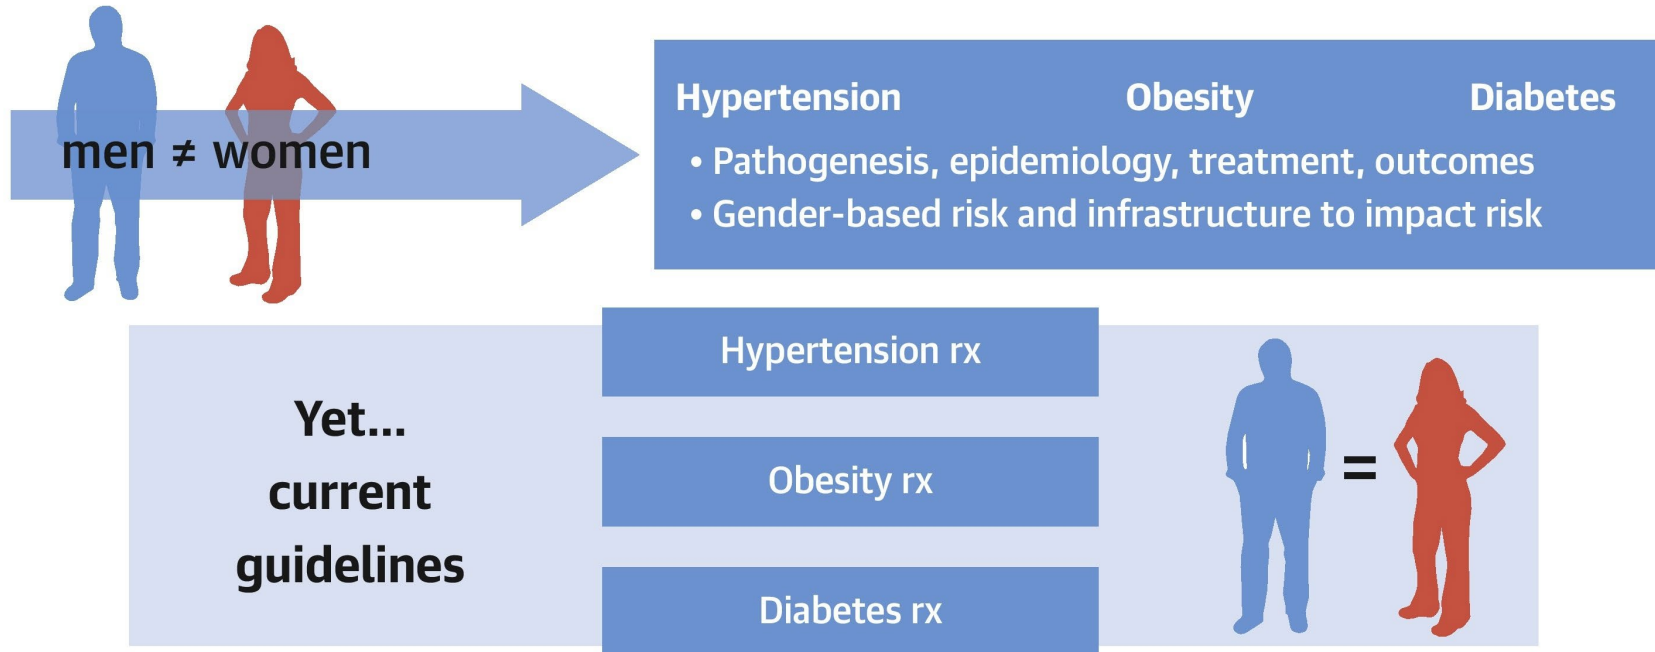 men ≠ women
Hypertension Obesity Diabetes
• Pathogenesis, epidemiology, treatment, outcomes
• Gender-based risk and infrastructure to impact risk
Yet...
current
guidelines
Hypertension rx
Obesity rx
Diabetes rx
=